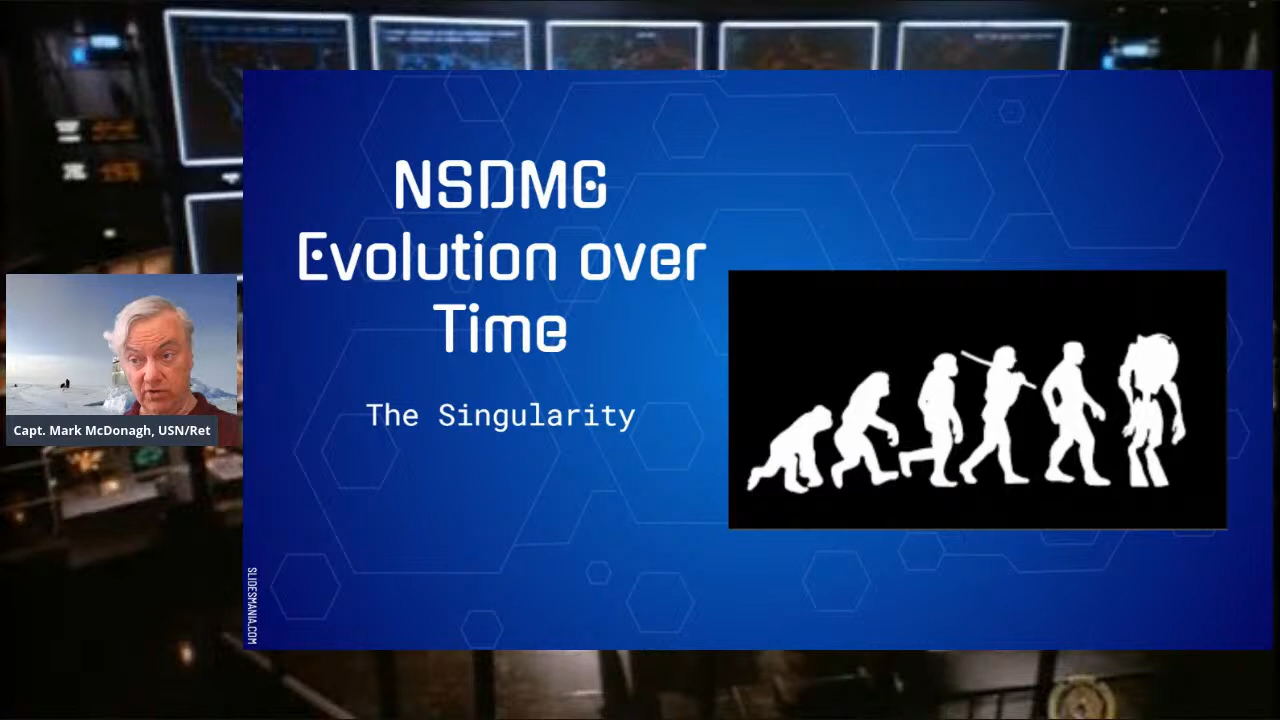 NSDMG
Evolution over
Time
The Singularity
Capt. Mark McDonagh, USN/Ret
SLIDESMANIA.COM